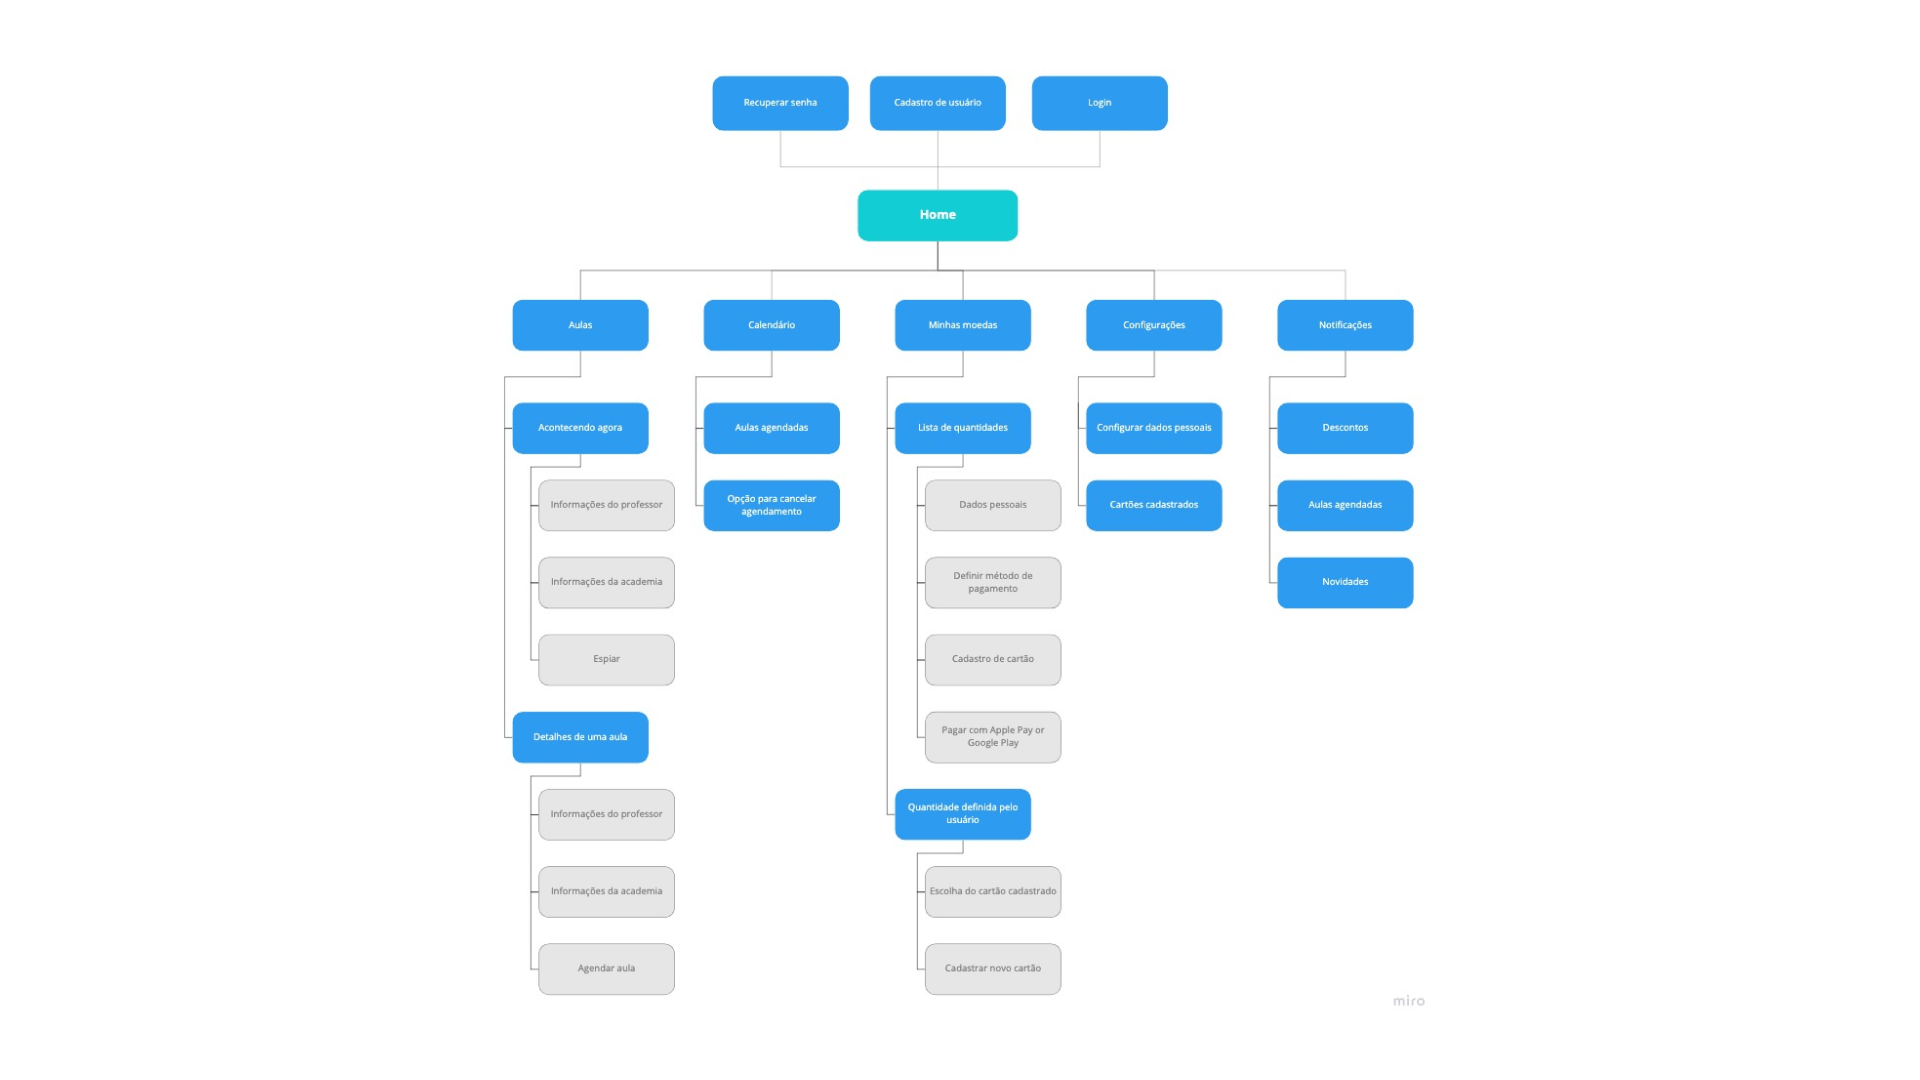 Recuperar senha
Cadastro de usuário
Login
Home
Aulas
Calendário
Minhas moedas
Configurações
Notificações
Acontecendo agora
Aulas agendadas
Lista de quantidades
Configurar dados pessoais
Descontos
Informações do professor
Opção para cancelar
agendamento
Dados pessoais
Cartões cadastrados
Aulas agendadas
Informações da academia
Definir método de
pagamento
Novidades
Espiar
Cadastro de cartão
Detalhes de uma aula
Pagar com Apple Pay or
Google Play
Informações do professor
Quantidade definida pelo
usuário
Informações da academia
Escolha do cartão cadastrado
Agendar aula
Cadastrar novo cartão
miro